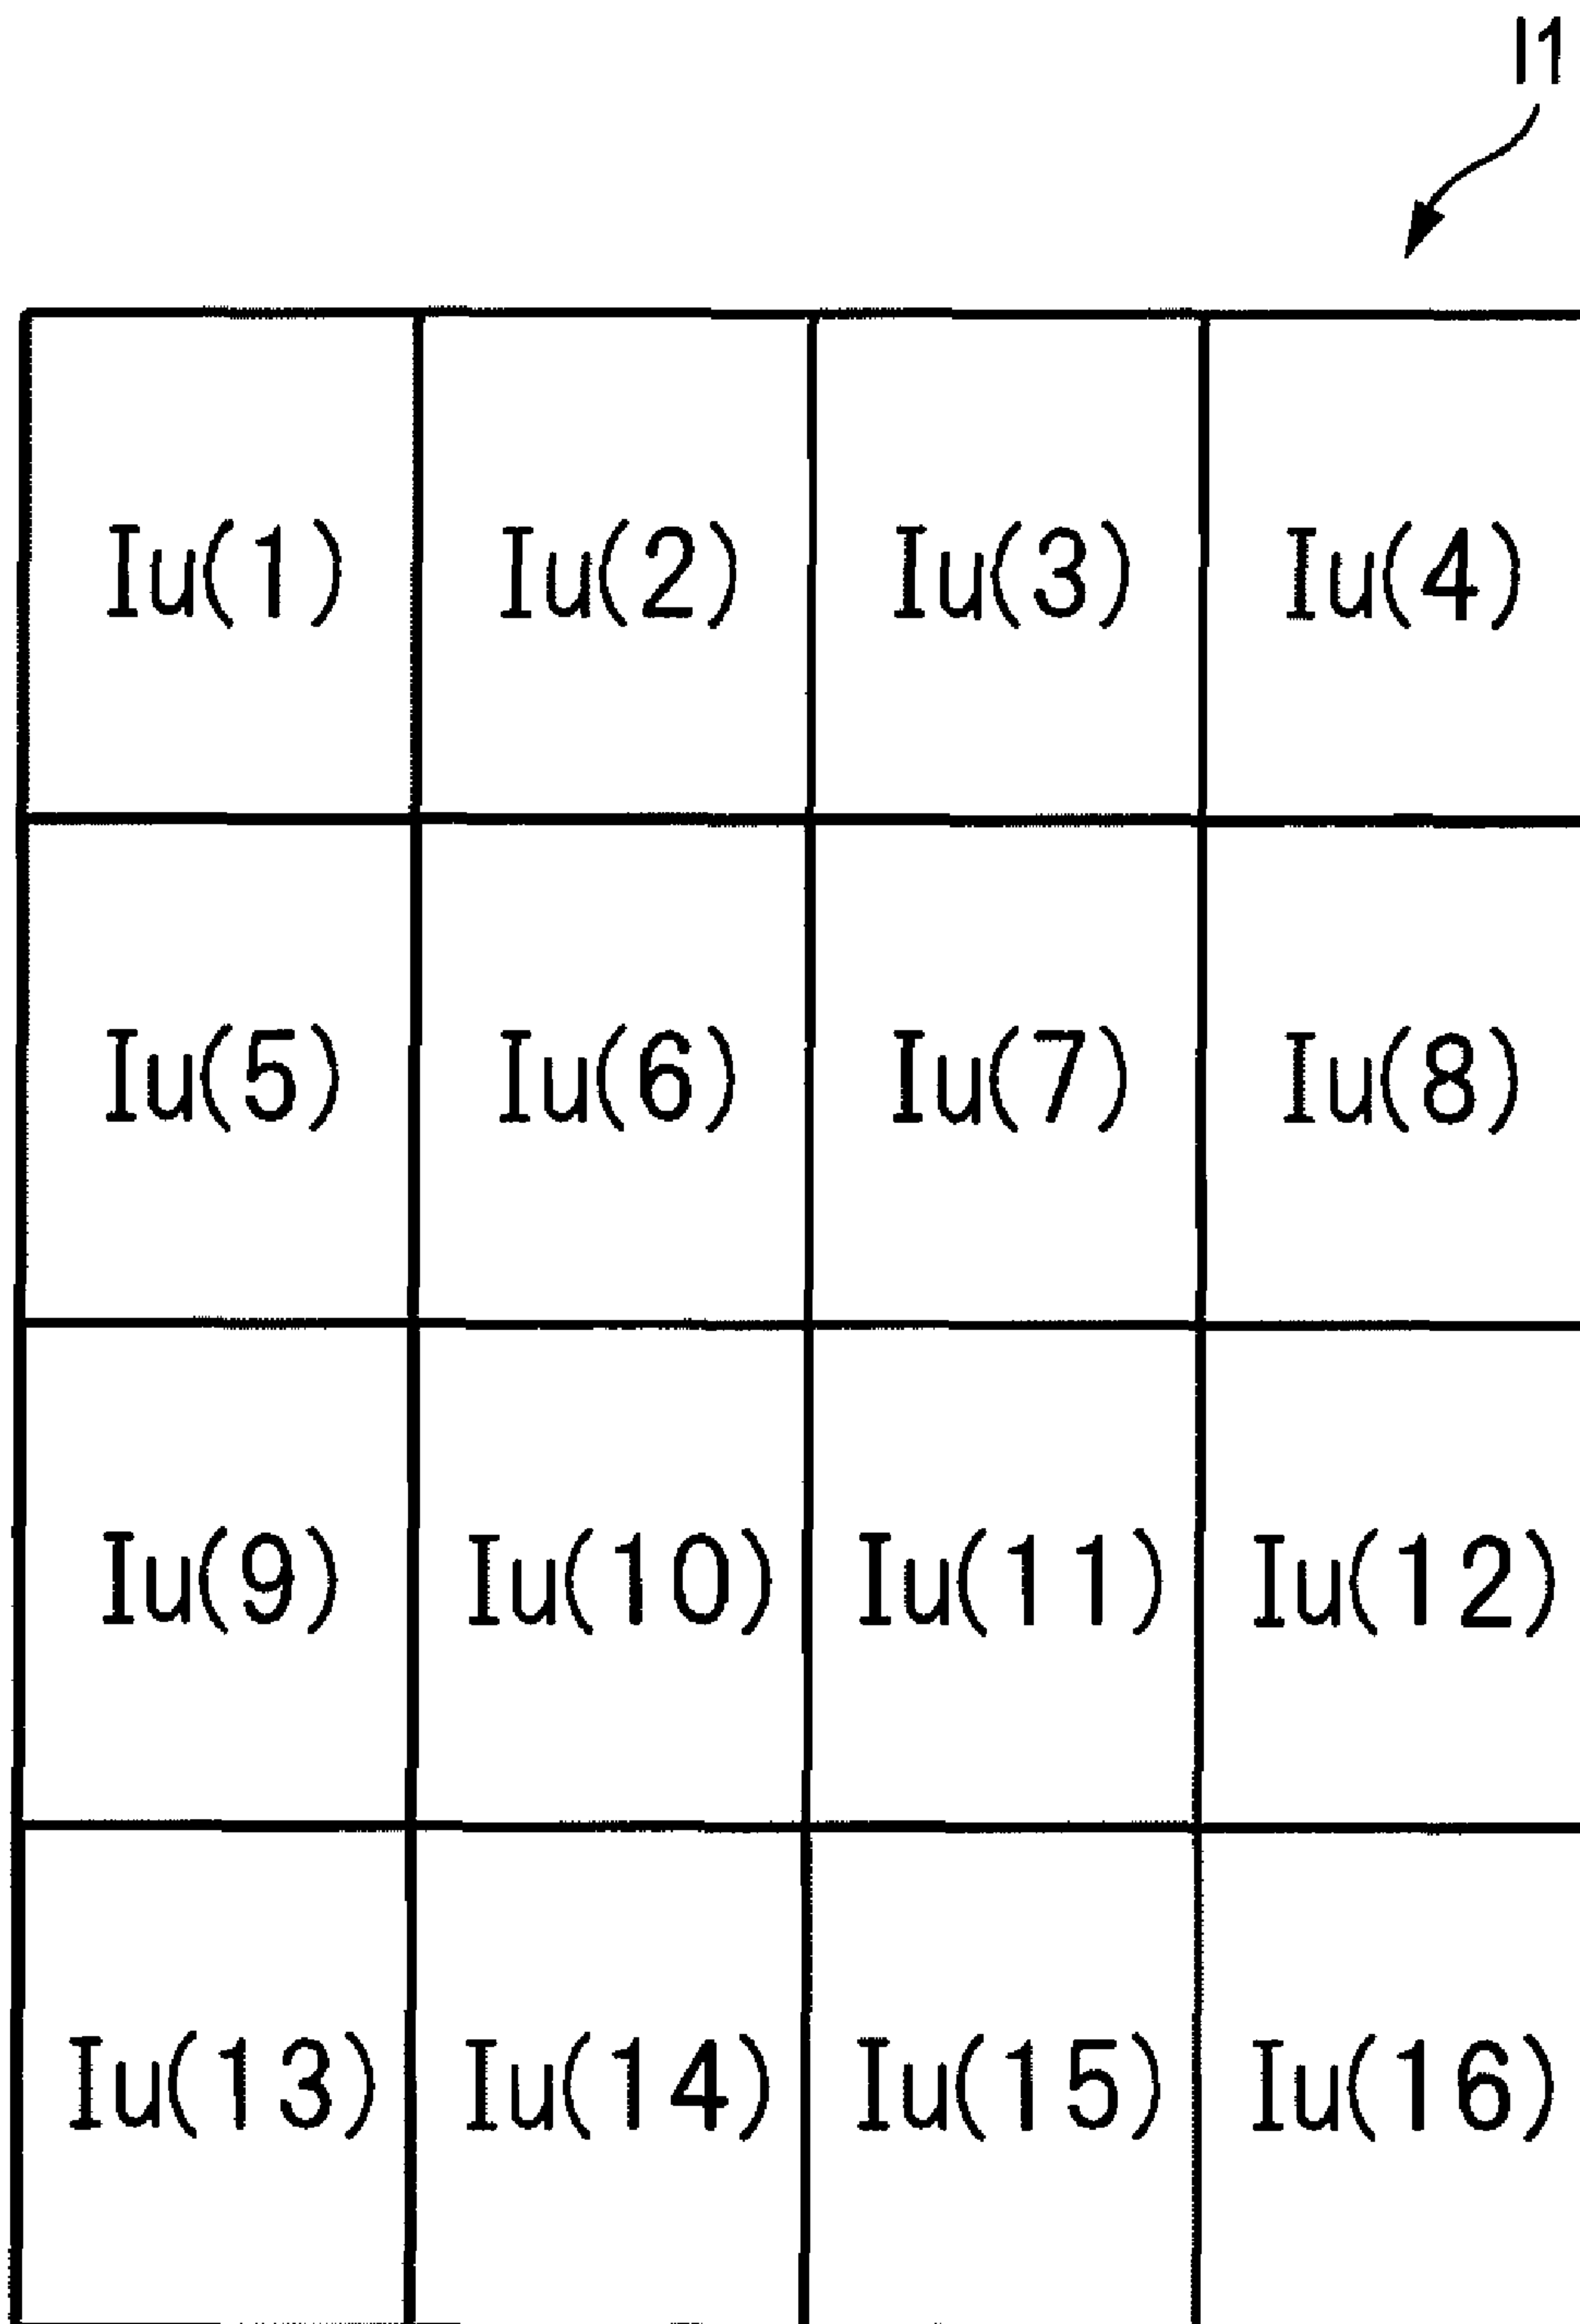 I1
Iu(1) Iu(2) Iu(3) Iu(4)
Iu(5) Iu(6) Iu(7) Iu(8)
Iu(9) Iu(10) Iu(11) Iu(12)
Iu(13) Iu(14) Iu(15) Iu(16)